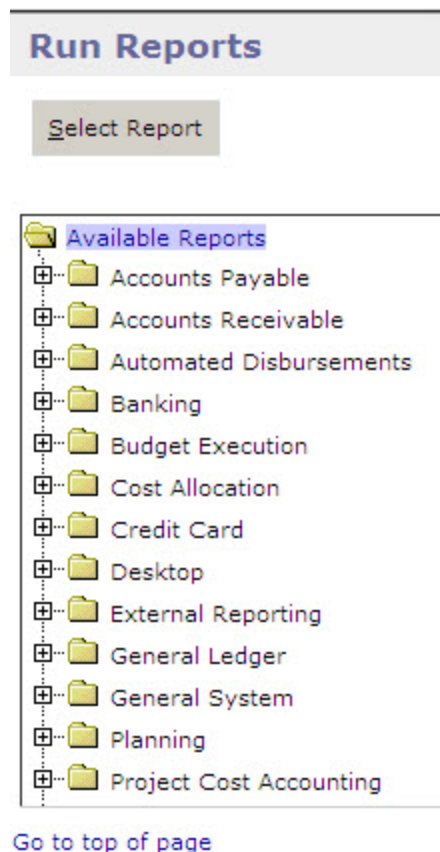 Run Reports
Select Report
Available Reports
Accounts Payable
Accounts Receivable
Automated Disbursements
Banking
Budget Execution
Cost Allocation
Credit Card
Desktop
External Reporting
General Ledger
General System
Planning
Project Cost Accounting
Go to top of page